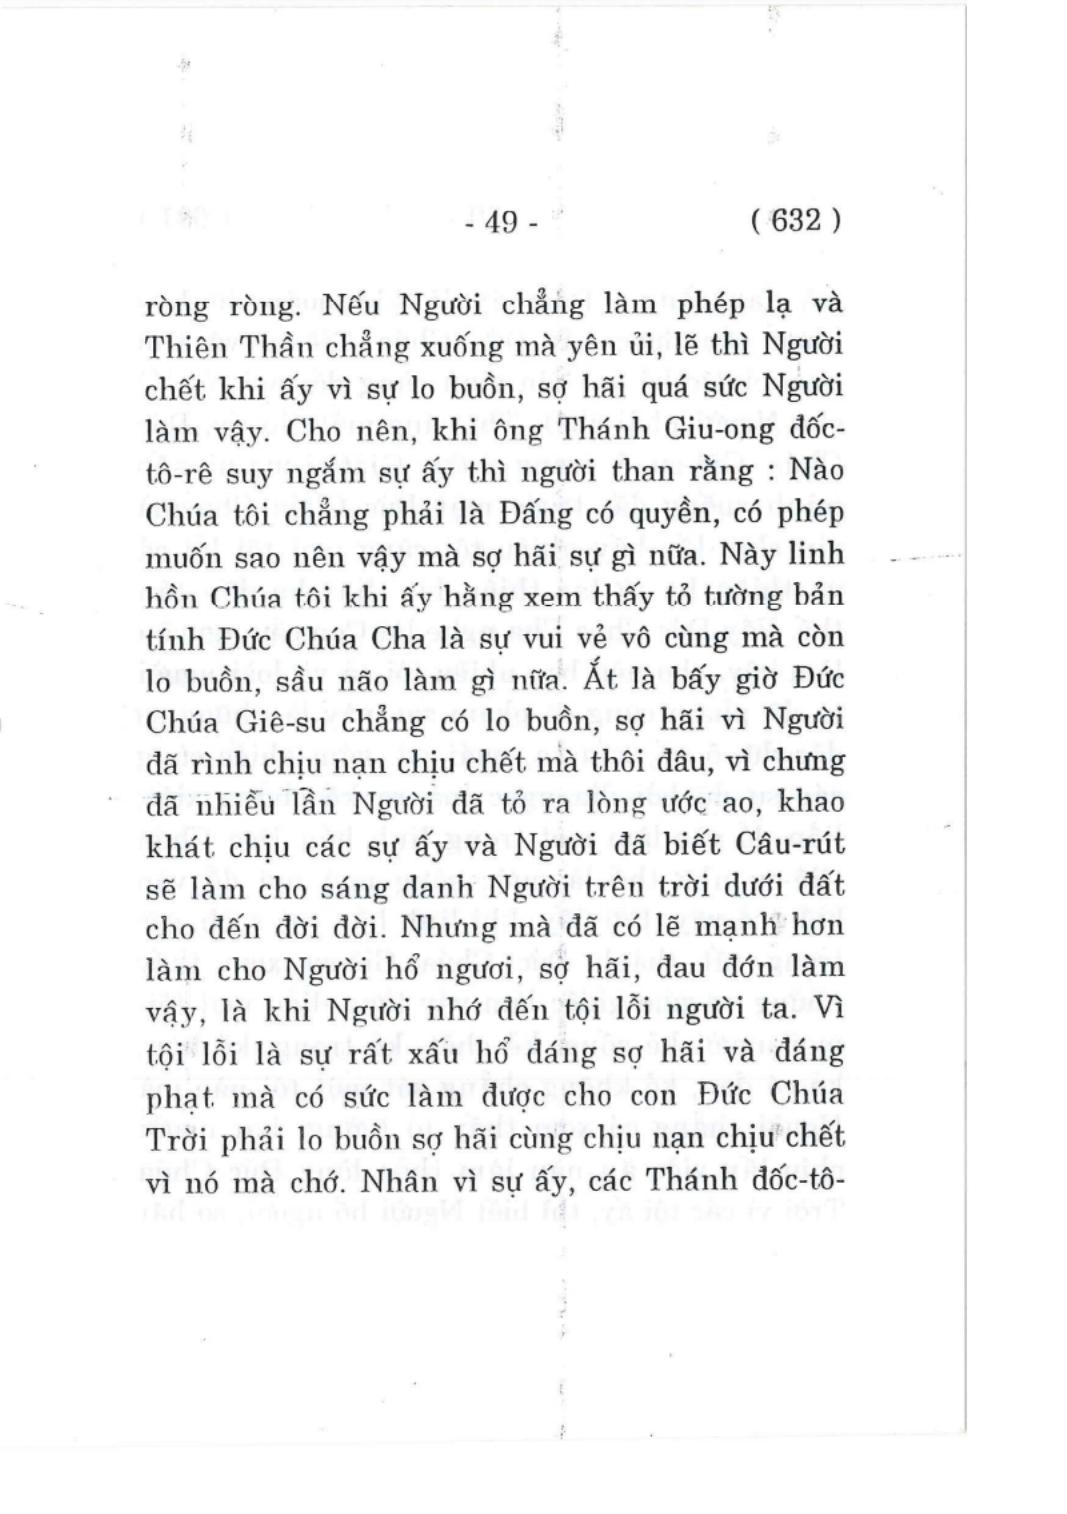 - 49 - ( 632 )
ròng ròng. Nếu Người chẳng làm phép lạ và
Thiên Thần chẳng xuống mà yên ủi, lẽ thì Người
chết khi ấy vì sự lo buồn, sợ hãi quá sức Người
làm vậy. Cho nên, khi ông Thánh Giu-ong đốc-
tô-rê suy ngắm sự ấy thì người than rằng : Nào
Chúa tôi chẳng phải là Đấng có quyền, có phép
muốn sao nên vậy mà sợ hãi sự gì nữa. Này linh
hồn Chúa tôi khi ấy hằng xem thấy tỏ tường bản
tính Đức Chúa Cha là sự vui vẻ vô cùng mà còn
lo buồn, sầu não làm gì nữa. Ắt là bấy giờ Đức
Chúa Giê-su chẳng có lo buồn, sợ hãi vì Người
đã rình chịu nạn chịu chết mà thôi đâu, vì chưng
đã nhiều lần Người đã tỏ ra lòng ước ao, khao
khát chịu các sự ấy và Người đã biết Câu-rút
sẽ làm cho sáng danh Người trên trời dưới đất
cho đến đời đời. Nhưng mà đã có lẽ mạnh hơn
làm cho Người hổ ngươi, sợ hãi, đau đớn làm
vậy, là khi Người nhớ đến tội lỗi người ta. Vì
tội lỗi là sự rất xấu hổ đáng sợ hãi và đáng
phạt mà có sức làm được cho con Đức Chúa
Trời phải lo buồn sợ hãi cùng chịu nạn chịu chết
vì nó mà chớ. Nhân vì sự ấy, các Thánh đốc-tô-